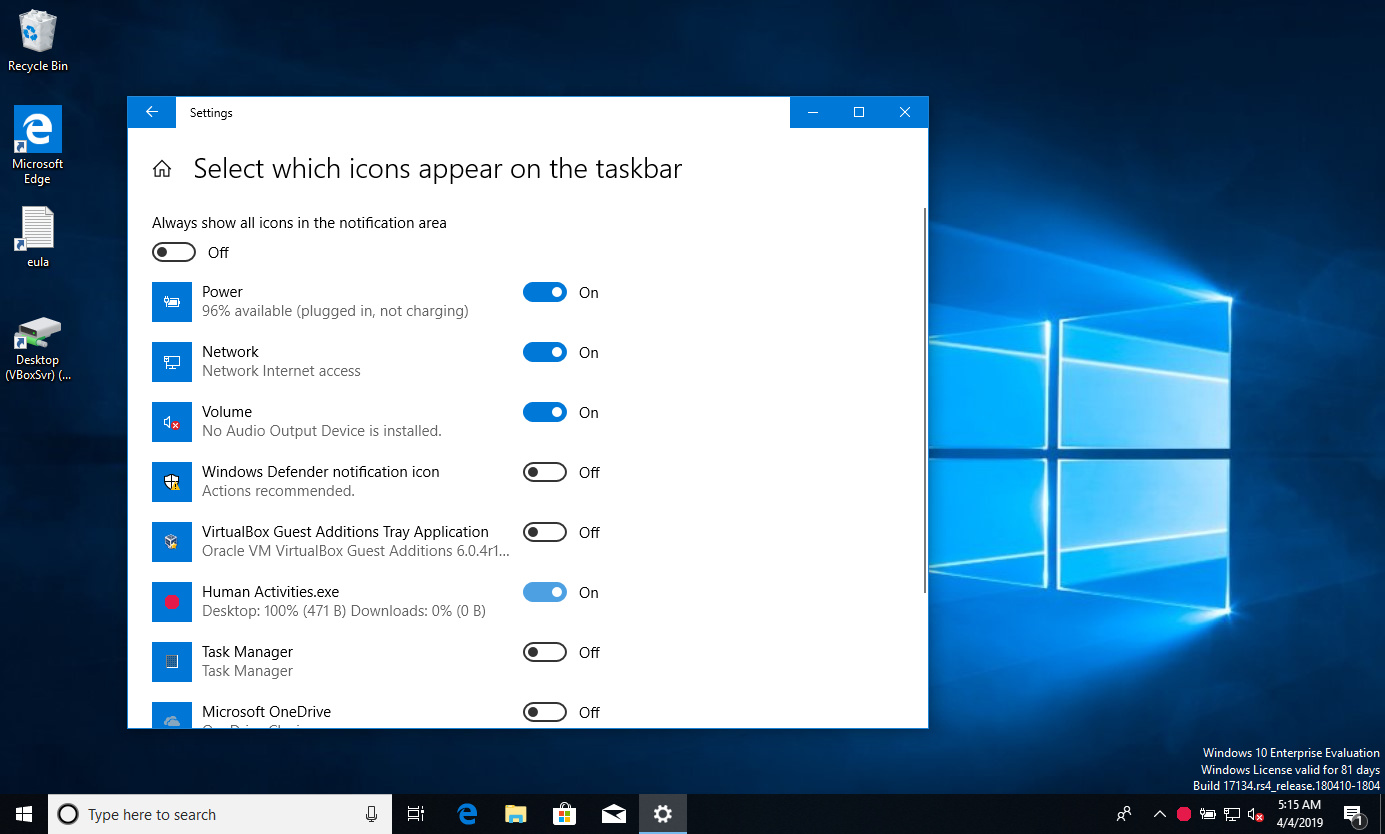 Recycle Bin
Microsoft
Edge
eula
Desktop
(VBoxSvr) (...
Settings
Select which icons appear on the taskbar
Always show all icons in the notification area
Off
Power
96% available (plugged in, not charging)
On
Network
Network Internet access
On
Volume
No Audio Output Device is installed.
On
Windows Defender notification icon
Actions recommended.
Off
VirtualBox Guest Additions Tray Application
Oracle VM VirtualBox Guest Additions 6.0.4r1...
Off
Human Activities.exe
Desktop: 100% (471 B) Downloads: 0% (0 B)
On
Task Manager
Task Manager
Off
Microsoft OneDrive
Off
Windows 10 Enterprise Evaluation
Windows License valid for 81 days
Build 17134.rs4_release.180410-1804
Type here to search
5:15 AM
4/4/2019
1